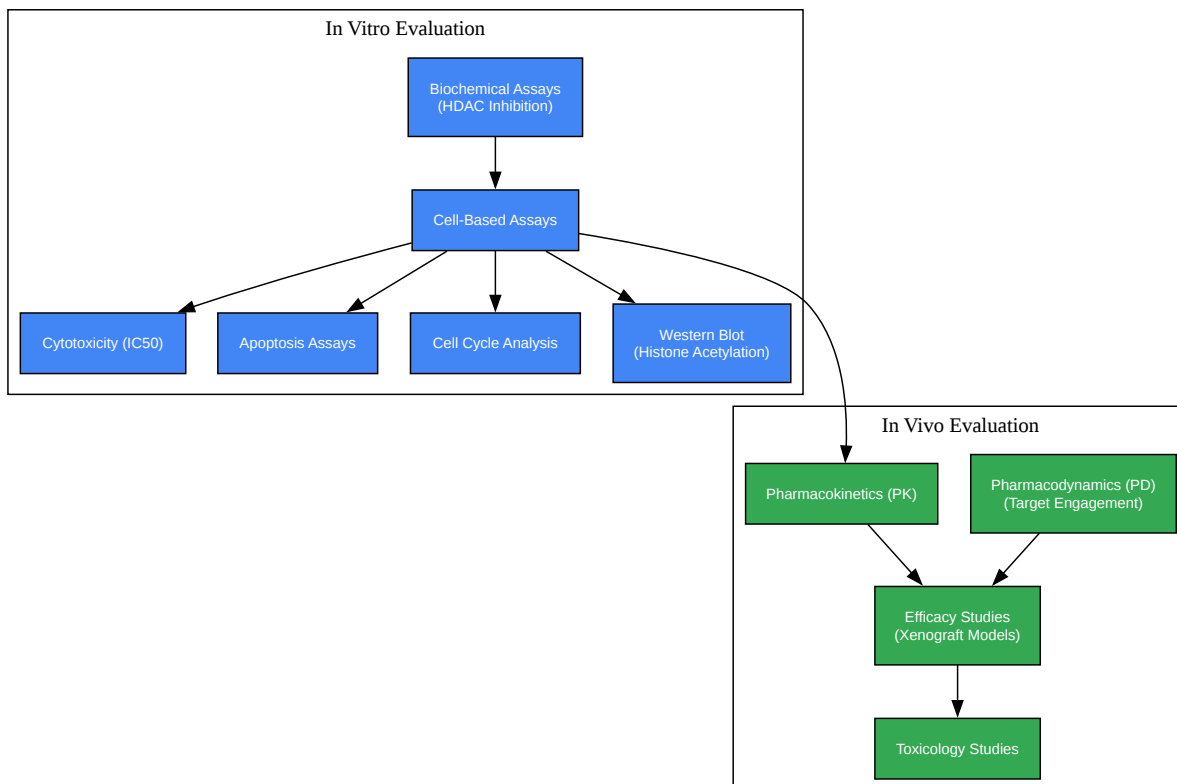 In Vitro Evaluation
Biochemical Assays
(HDAC Inhibition)
Cell-Based Assays
Cytotoxicity (IC50)
Apoptosis Assays
Cell Cycle Analysis
Western Blot
(Histone Acetylation)
In Vivo Evaluation
Pharmacokinetics (PK)
Pharmacodynamics (PD)
(Target Engagement)
Efficacy Studies
(Xenograft Models)
Toxicology Studies